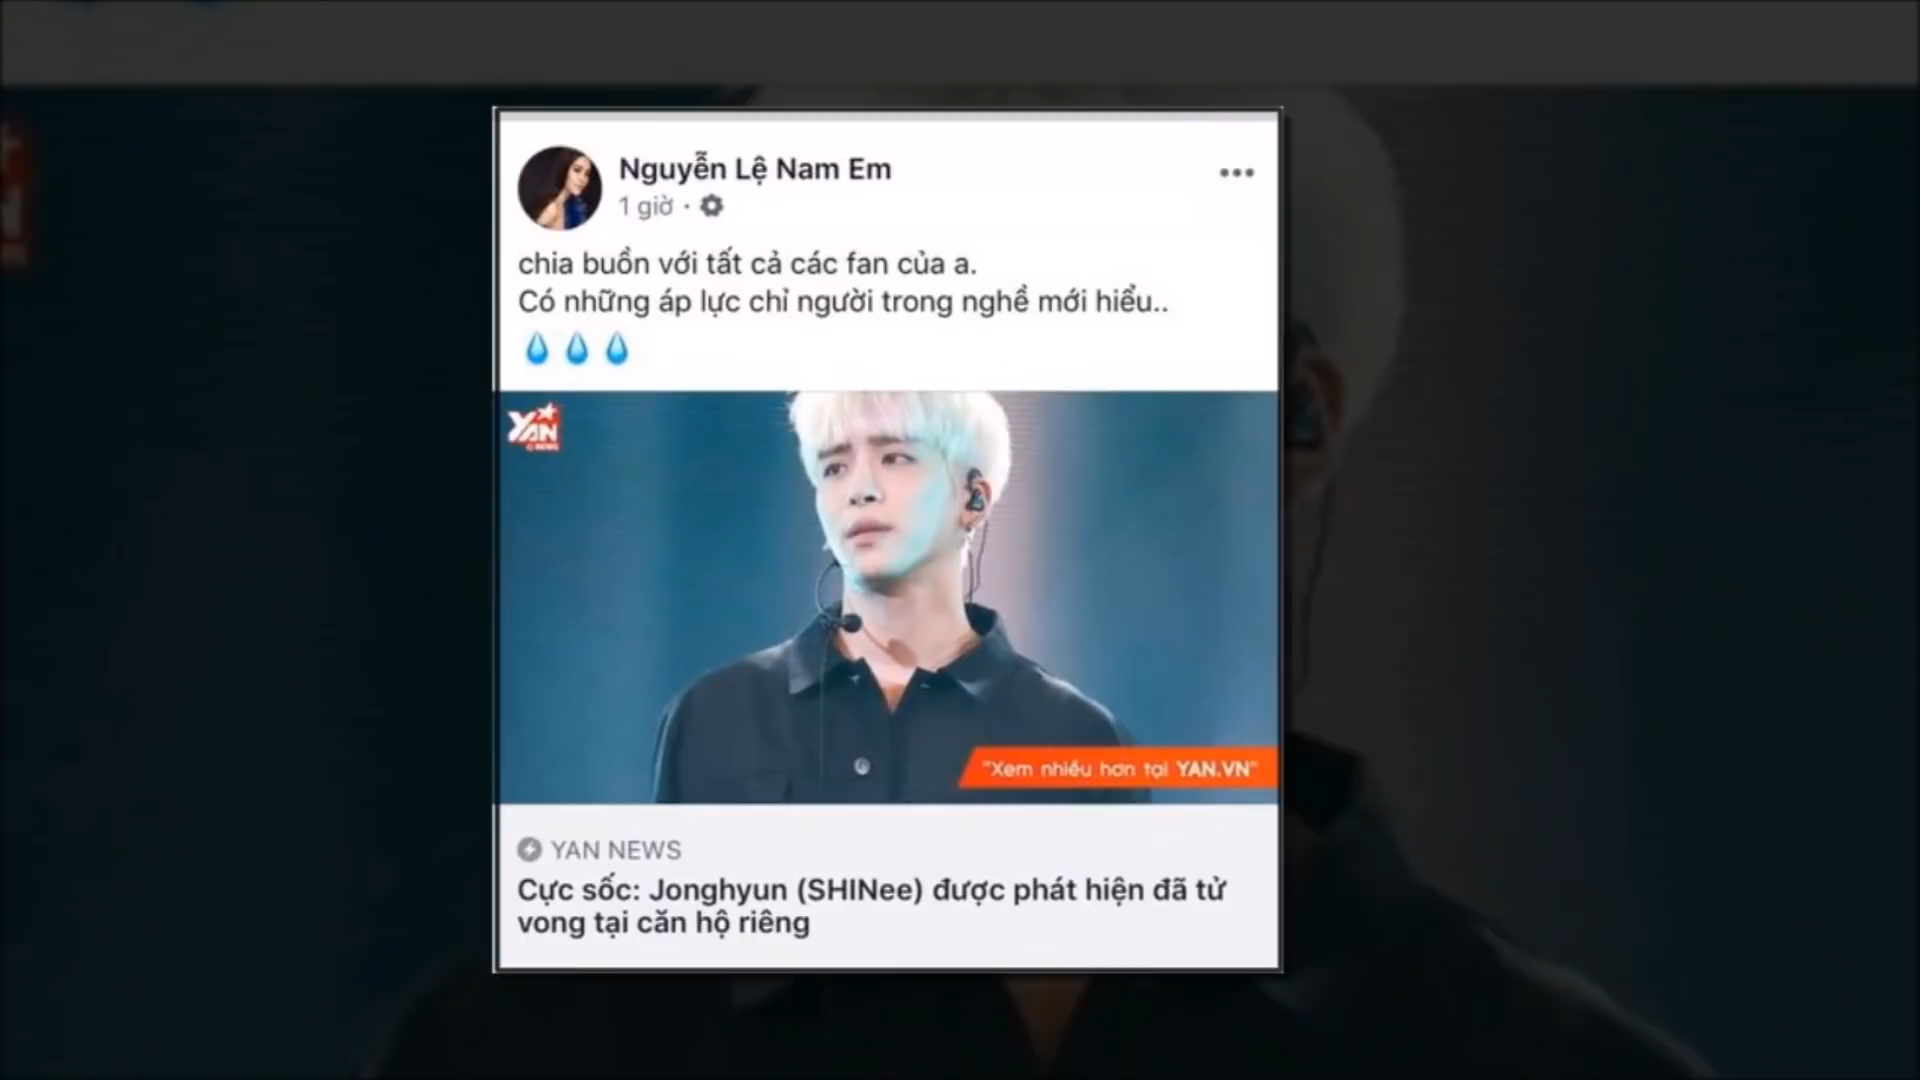 Nguyễn Lệ Nam Em
1 giờ ·
chia buồn với tất cả các fan của a.
Có những áp lực chỉ người trong nghề mới hiểu..
YAN
NEWS
"Xem nhiều hơn tại YAN.VN"
YAN NEWS
Cực sốc: Jonghyun (SHINee) được phát hiện đã tử
vong tại căn hộ riêng